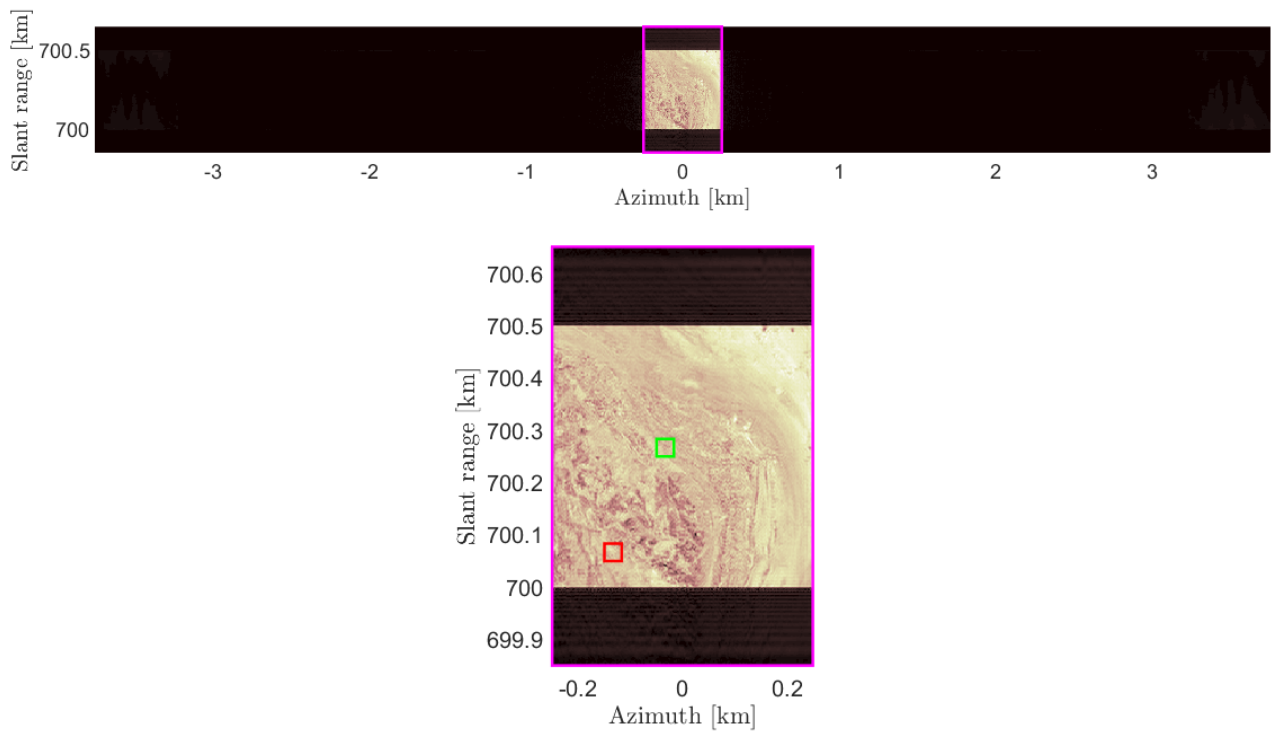 Slant range [km]
700.5
700
-3 -2 -1 0 1 2 3
Azimuth [km]
Slant range [km]
700.6
700.5
700.4
700.3
700.2
700.1
700
699.9
-0.2 0 0.2
Azimuth [km]